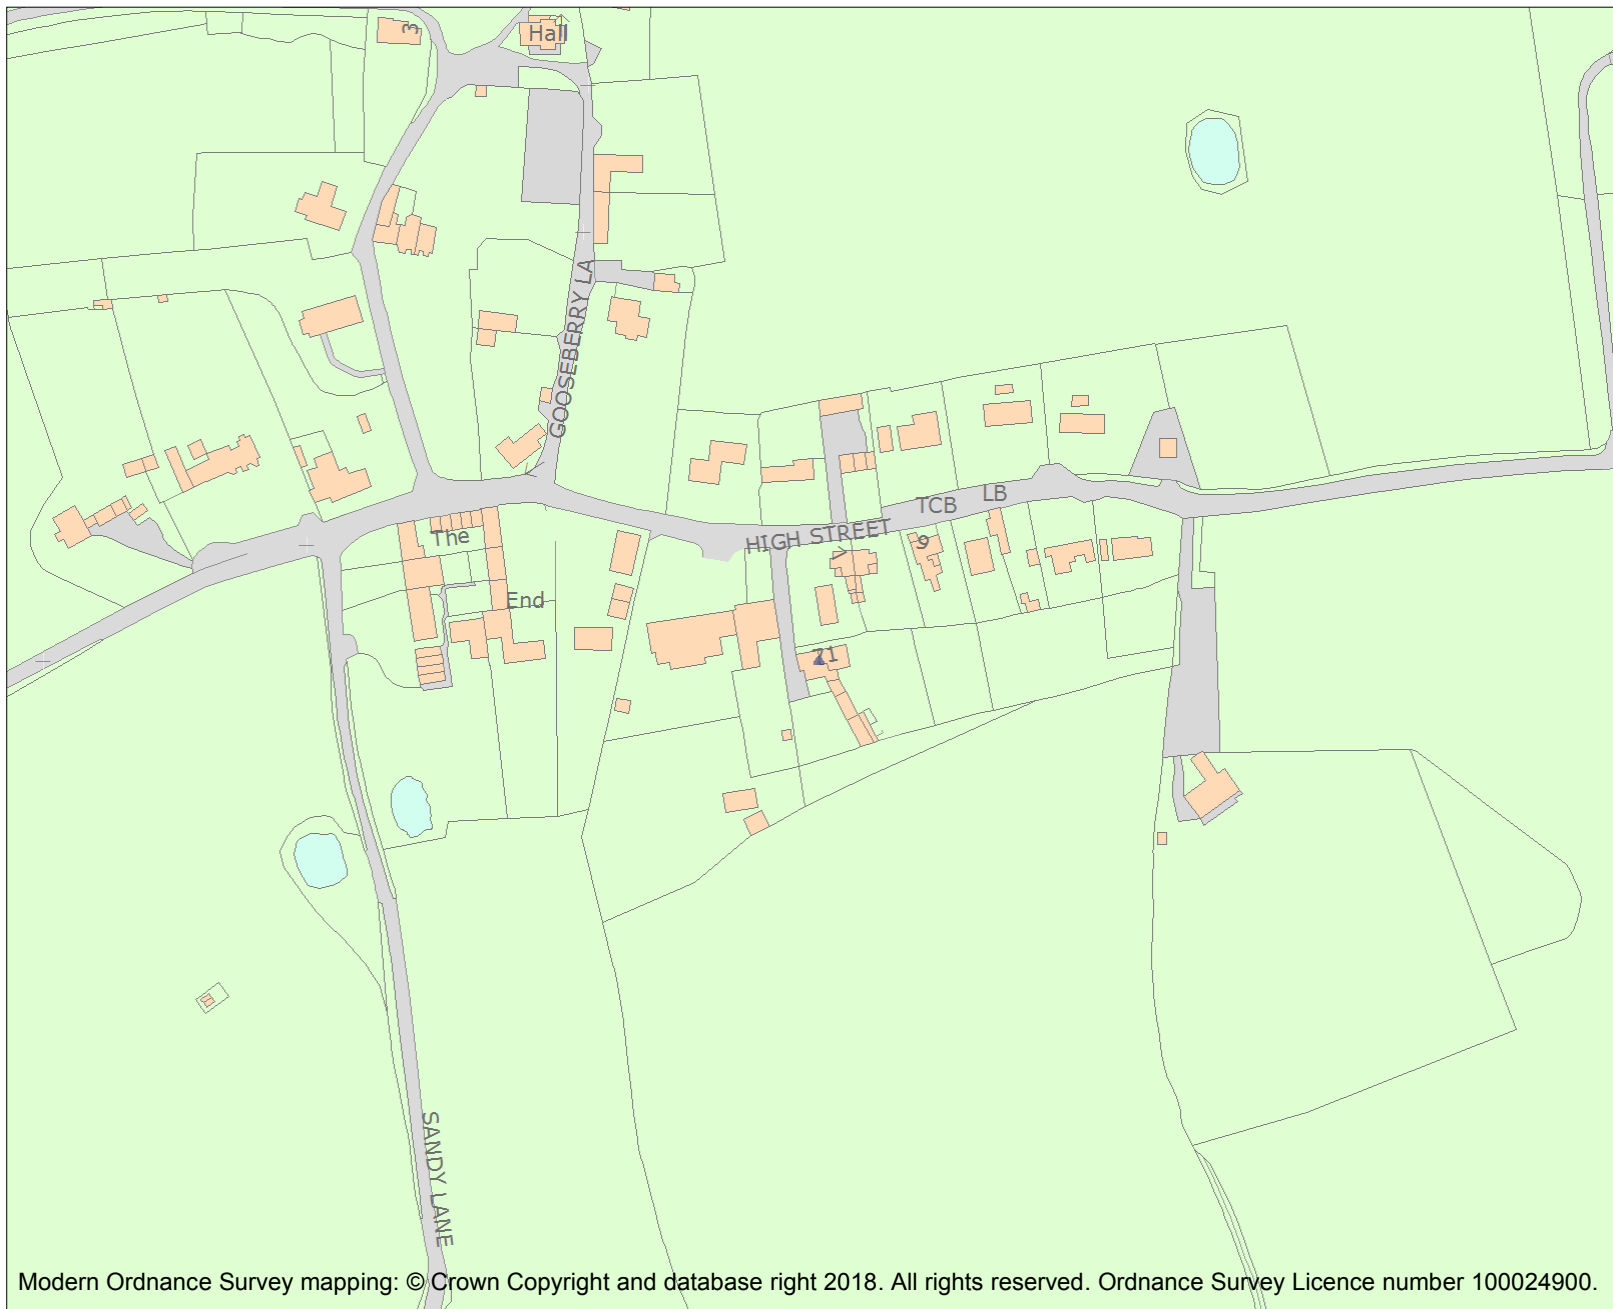 3
Hall
GOOSEBERRY LA
TCB
LB
HIGH STREET
The
9
End
21
SANDY LANE
Modern Ordnance Survey mapping: © Crown Copyright and database right 2018. All rights reserved. Ordnance Survey Licence number 100024900.